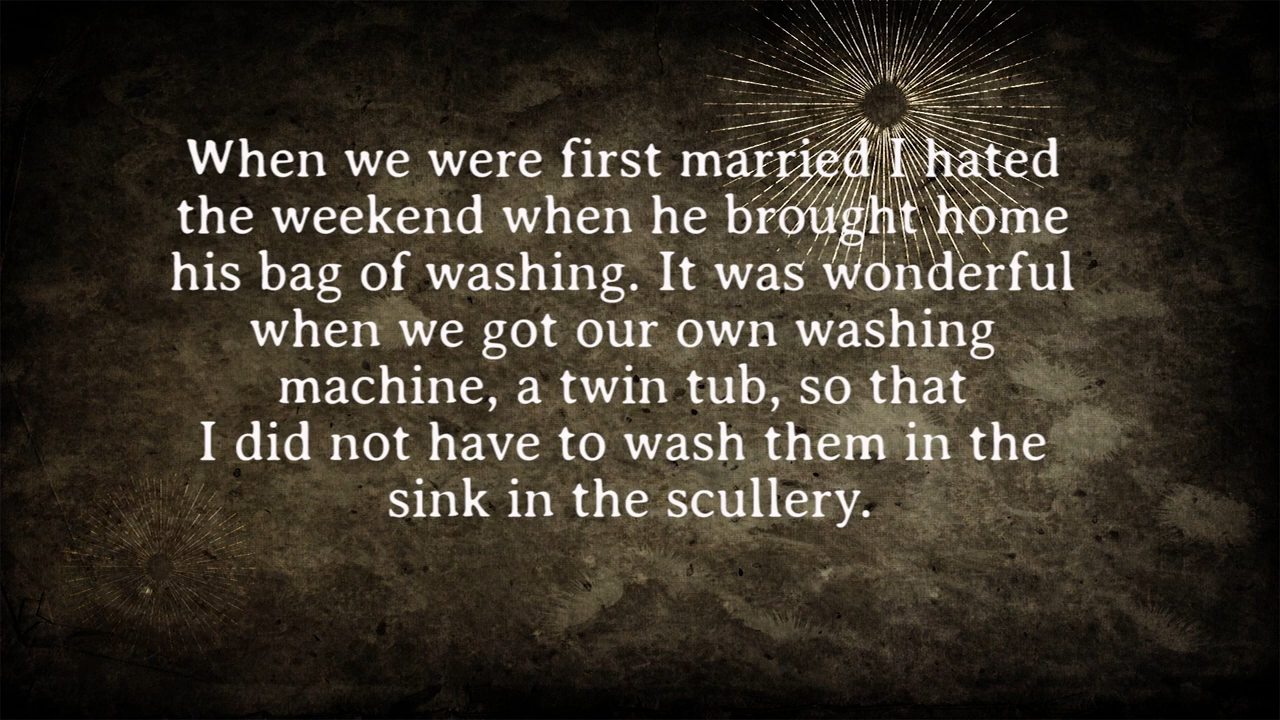 When we were first married I hated
the weekend when he brought home
his bag of washing. It was wonderful
when we got our own washing
machine, a twin tub, so that
I did not have to wash them in the
sink in the scullery.